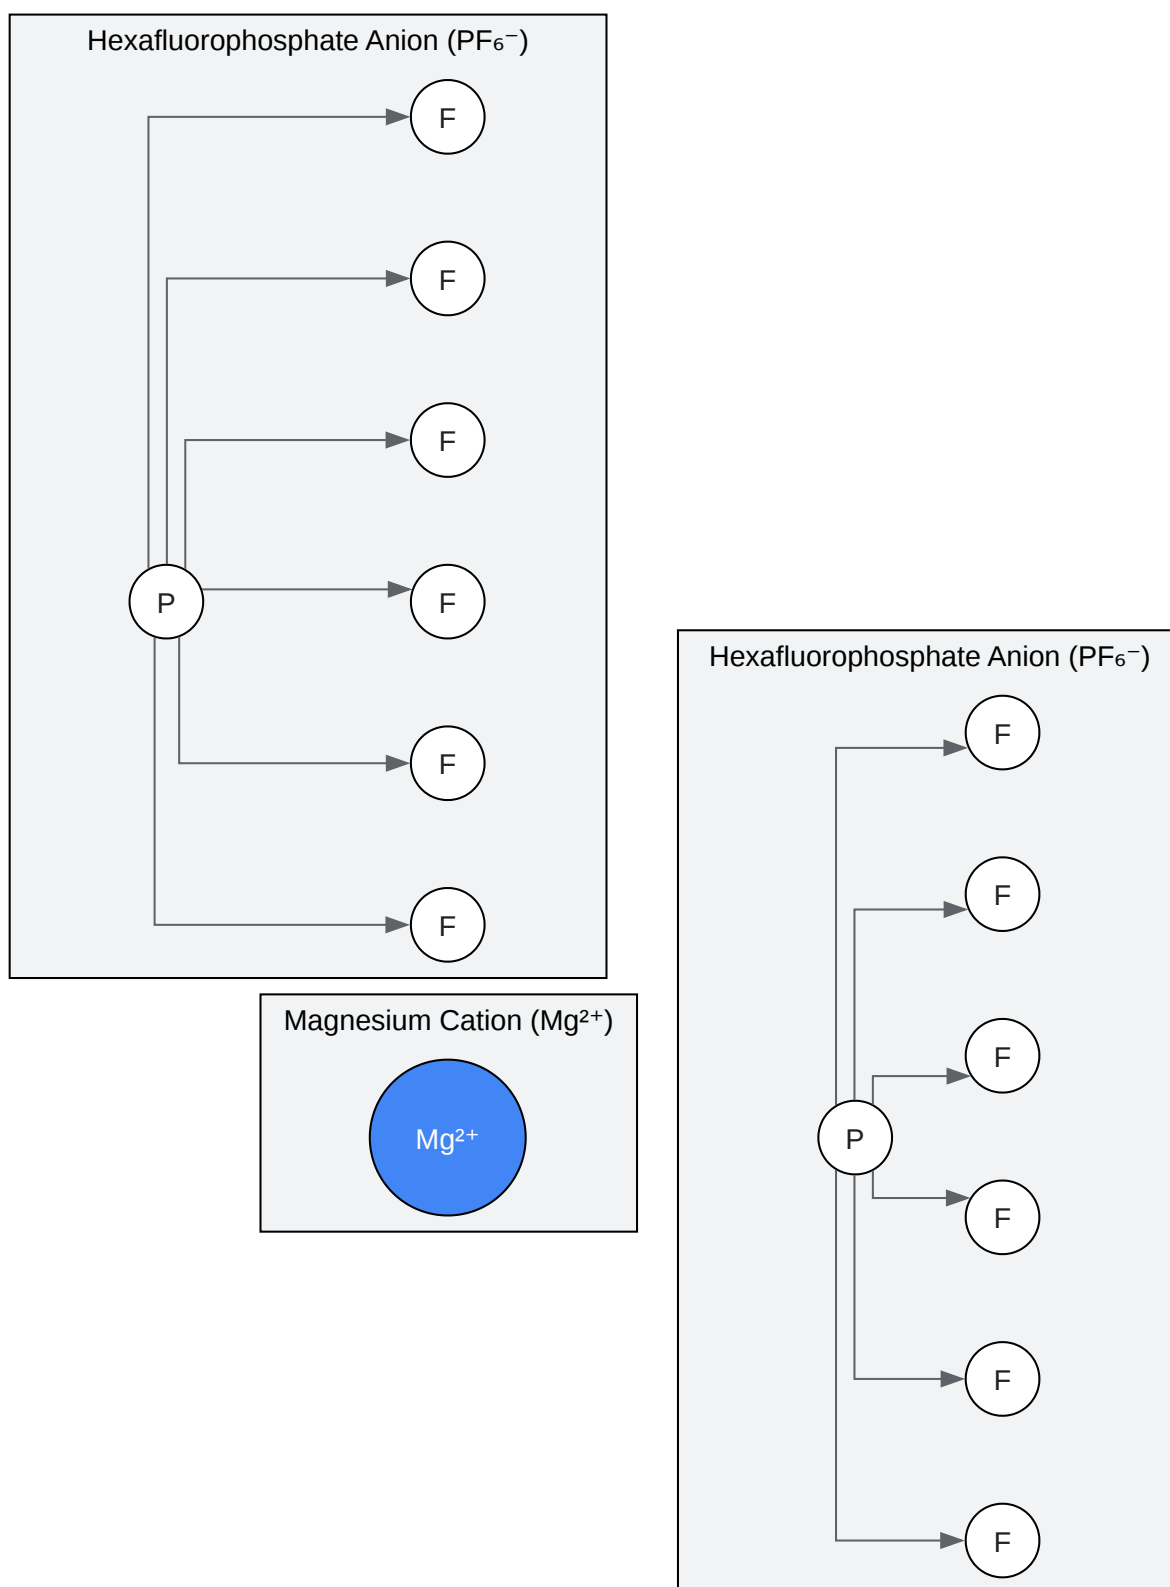 Hexafluorophosphate Anion (PF₆⁻)
F
F
F
P
F
F
F
Magnesium Cation (Mg²⁺)
Mg²⁺
Hexafluorophosphate Anion (PF₆⁻)
F
F
F
P
F
F
F